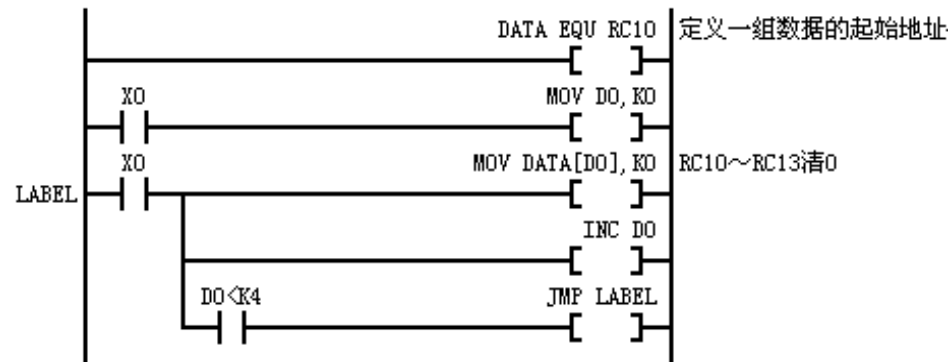 DATA EQU RC10 定义一组数据的起始地址
X0 MOV D0,K0
X0 MOV DATA[D0],K0 RC10～RC13清0
LABEL
INC D0
D0<K4 JMP LABEL